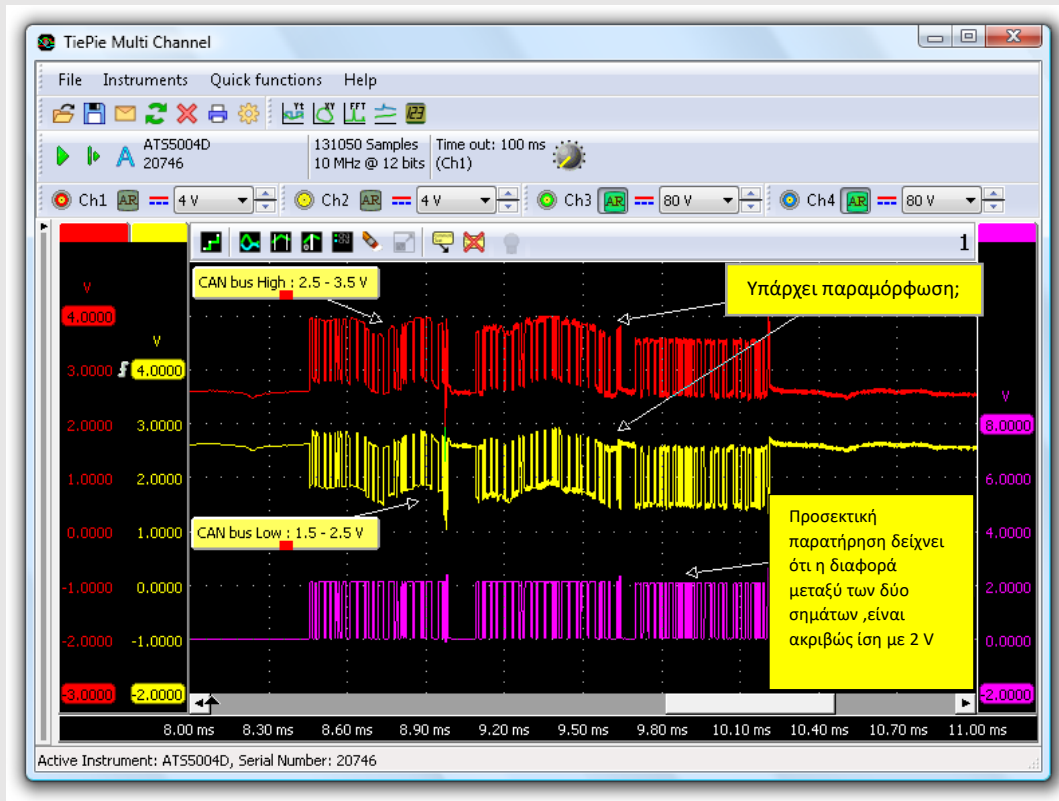 TiePie Multi Channel
File Instruments Quick functions Help
Yt XY FFT 123
ATS5004D
20746
131050 Samples
10 MHz @ 12 bits
Time out: 100 ms
(Ch1)
Ch1 AR 4 V Ch2 AR 4 V Ch3 AR 80 V Ch4 AR 80 V
1
CAN bus High : 2.5 - 3.5 V
Υπάρχει παραμόρφωση;
V
4.0000
3.0000
2.0000
1.0000
0.0000
-1.0000
-2.0000
-3.0000
V
4.0000
3.0000
2.0000
1.0000
0.0000
-1.0000
-2.0000
CAN bus Low : 1.5 - 2.5 V
Προσεκτική
παρατήρηση δείχνει
ότι η διαφορά
μεταξύ των δύο
σημάτων ,είναι
ακριβώς ίση με 2 V
V
8.0000
6.0000
4.0000
2.0000
0.0000
-2.0000
8.00 ms 8.30 ms 8.60 ms 8.90 ms 9.20 ms 9.50 ms 9.80 ms 10.10 ms 10.40 ms 10.70 ms 11.00 ms
Active Instrument: ATS5004D, Serial Number: 20746